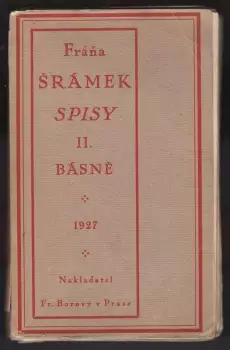 Fráňa
ŠRÁMEK
SPISY
II.
BÁSNĚ
1927
Nakladatel
Fr. Borový v Praze